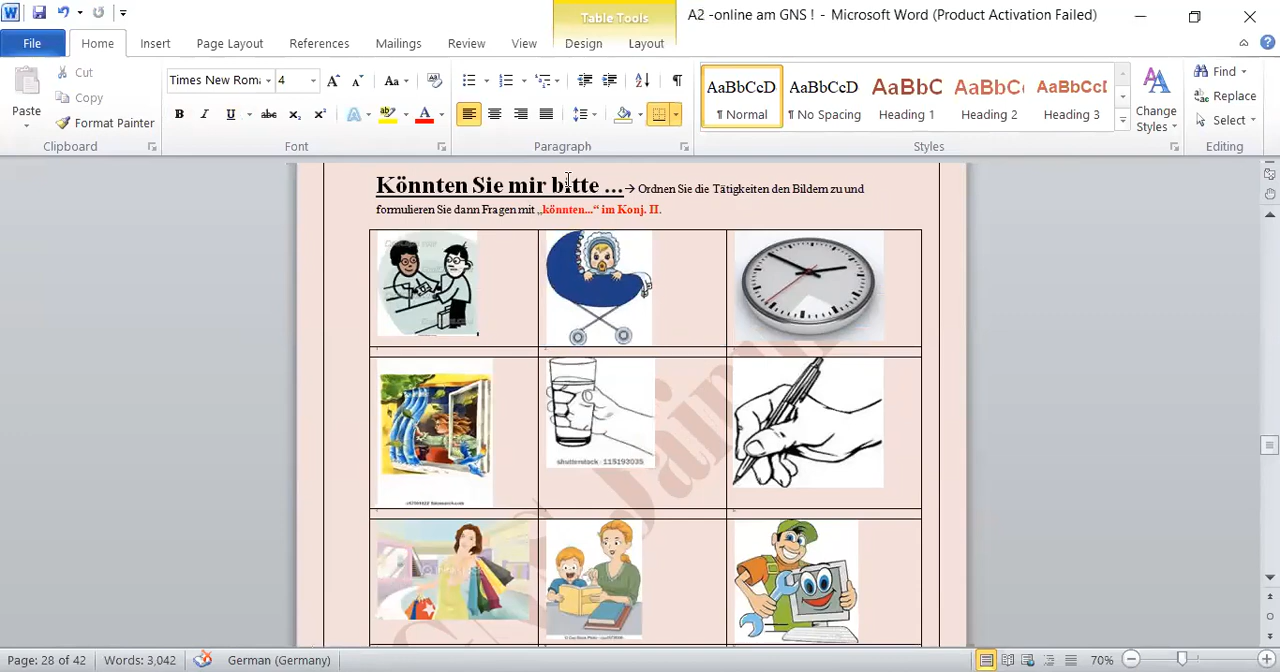 A2 -online am GNS ! - Microsoft Word (Product Activation Failed)
Table Tools
File Home Insert Page Layout References Mailings Review View Design Layout
Paste
Cut
Copy
Format Painter
Clipboard
Times New Roma 4
Font
Paragraph
AaBbCcD AaBbCcD AaBbC AaBbC AaBbCcI
¶ Normal ¶ No Spacing Heading 1 Heading 2 Heading 3
Change Styles
Styles
Find
Replace
Select
Editing
Könnten Sie mir bitte ...→ Ordnen Sie die Tätigkeiten den Bildern zu und
formulieren Sie dann Fragen mit „könnten...“ im Konj. II.
shutterstock · 115193035
GNS
Page: 28 of 42 Words: 3,042 German (Germany) 70%